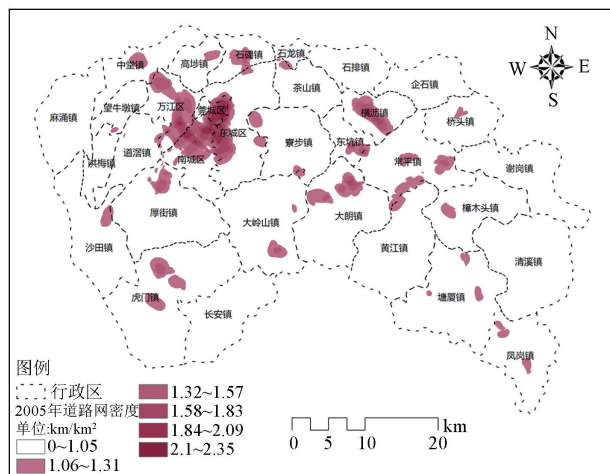 N
W E
S
中堂镇
高埗镇
石碣镇
石龙镇
石排镇
企石镇
茶山镇
麻涌镇
望牛墩镇
万江区
莞城区
东城区
横沥镇
桥头镇
洪梅镇
道滘镇
南城区
寮步镇
东坑镇
常平镇
谢岗镇
厚街镇
大岭山镇
大朗镇
樟木头镇
沙田镇
黄江镇
清溪镇
虎门镇
长安镇
塘厦镇
凤岗镇
图例
行政区
2005年道路网密度
单位:km/km²
0~1.05
1.06~1.31
1.32~1.57
1.58~1.83
1.84~2.09
2.1~2.35
km
0 5 10 20